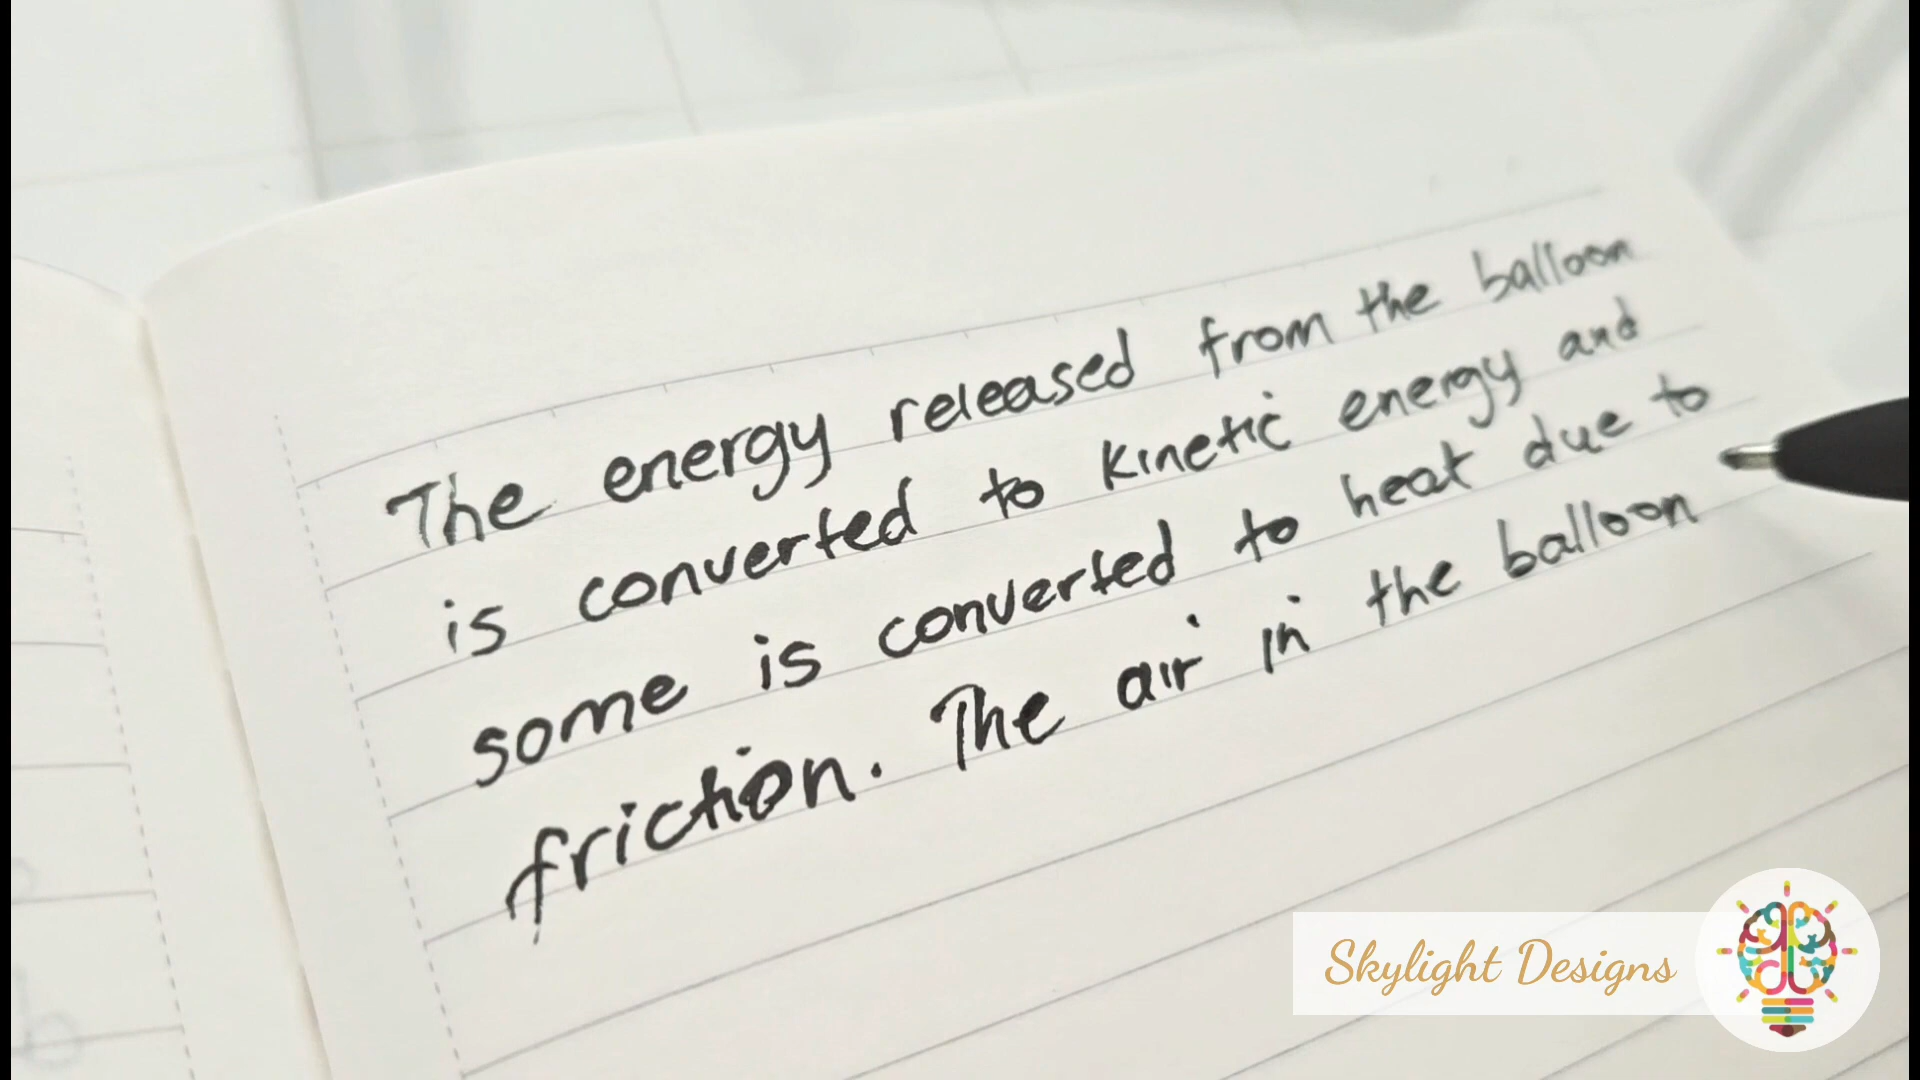 The energy released from the balloon
is converted to kinetic energy and
some is converted to heat due to
friction. The air in the balloon
Skylight Designs